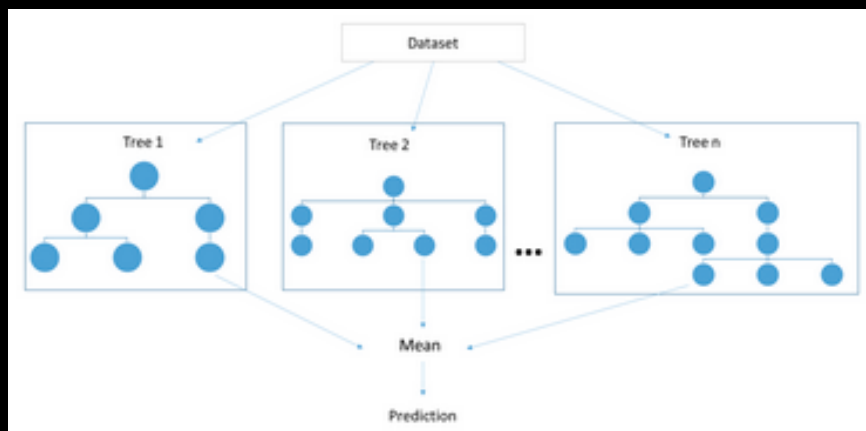 Dataset
Tree 1
Tree 2
Tree n
...
Mean
Prediction